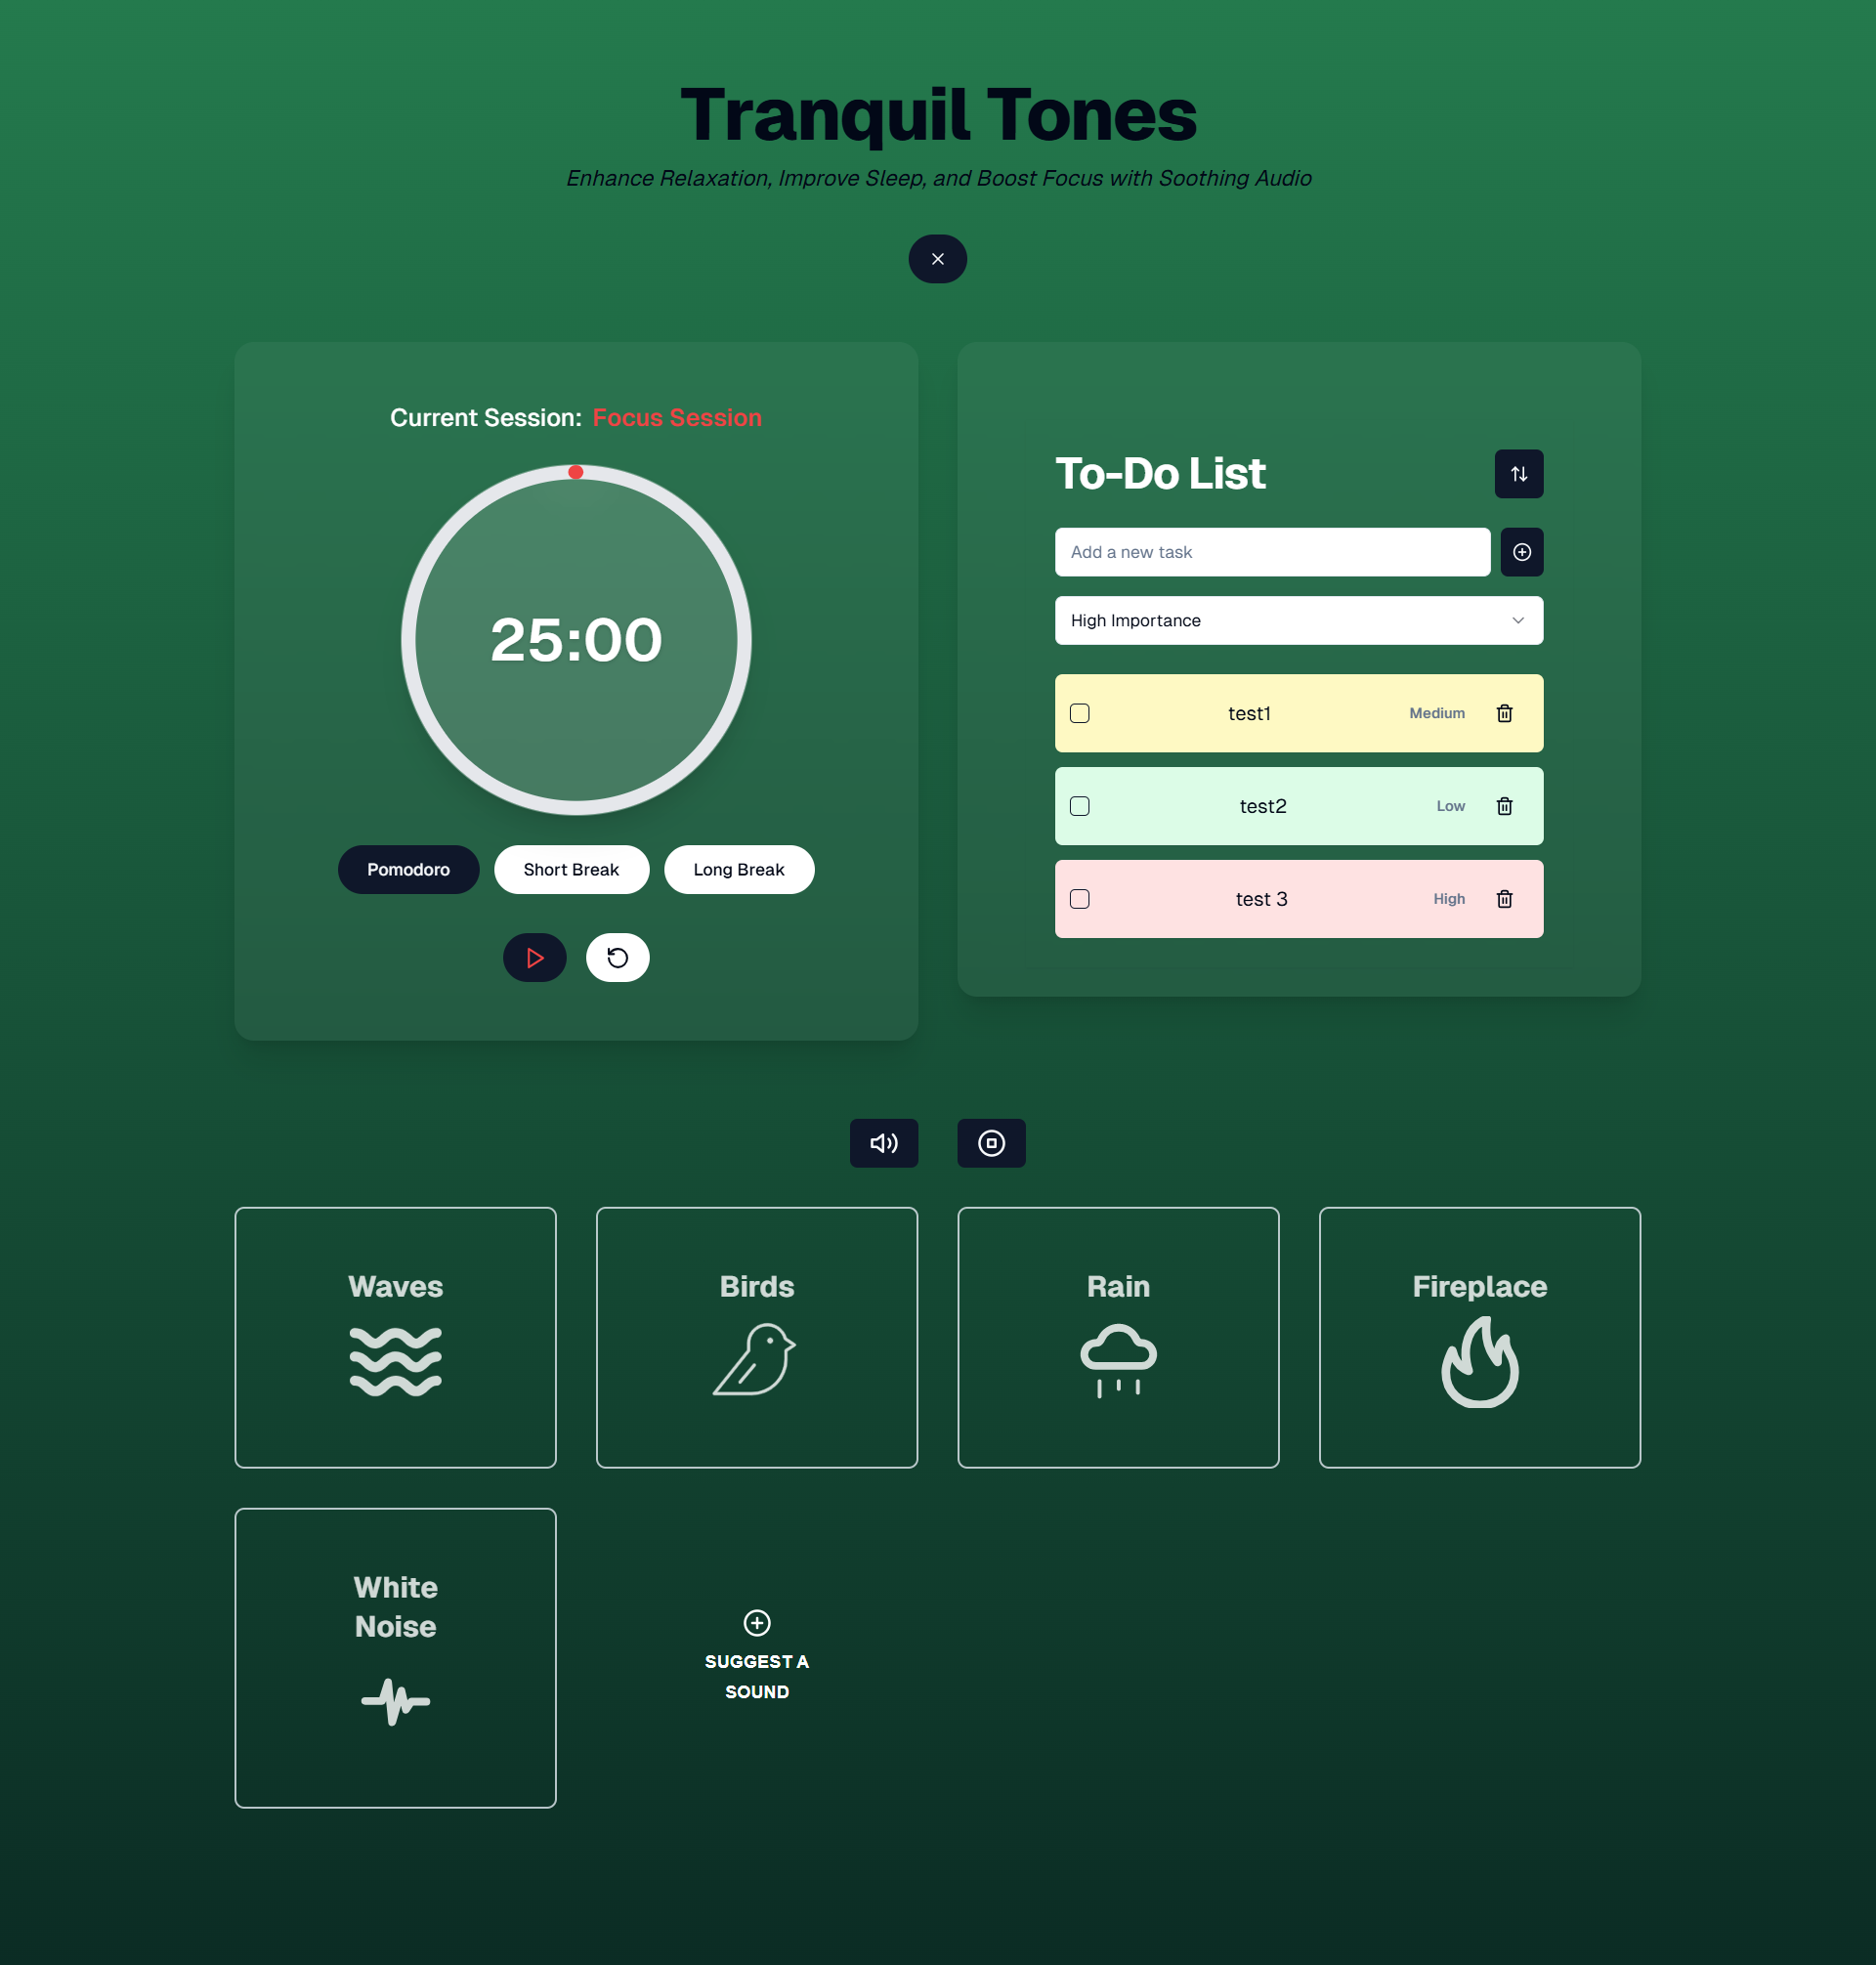 Tranquil Tones
Enhance Relaxation, Improve Sleep, and Boost Focus with Soothing Audio
Current Session: Focus Session
25:00
Pomodoro
Short Break
Long Break
To-Do List
Add a new task
High Importance
test1
Medium
test2
Low
test 3
High
Waves
Birds
Rain
Fireplace
White
Noise
SUGGEST A
SOUND